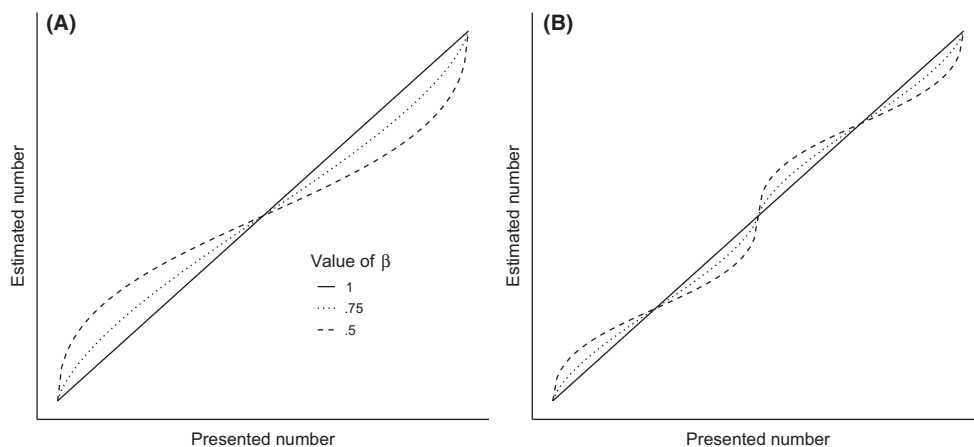 (A)
Estimated number
Value of β
1
.75
.5
Presented number
(B)
Estimated number
Presented number